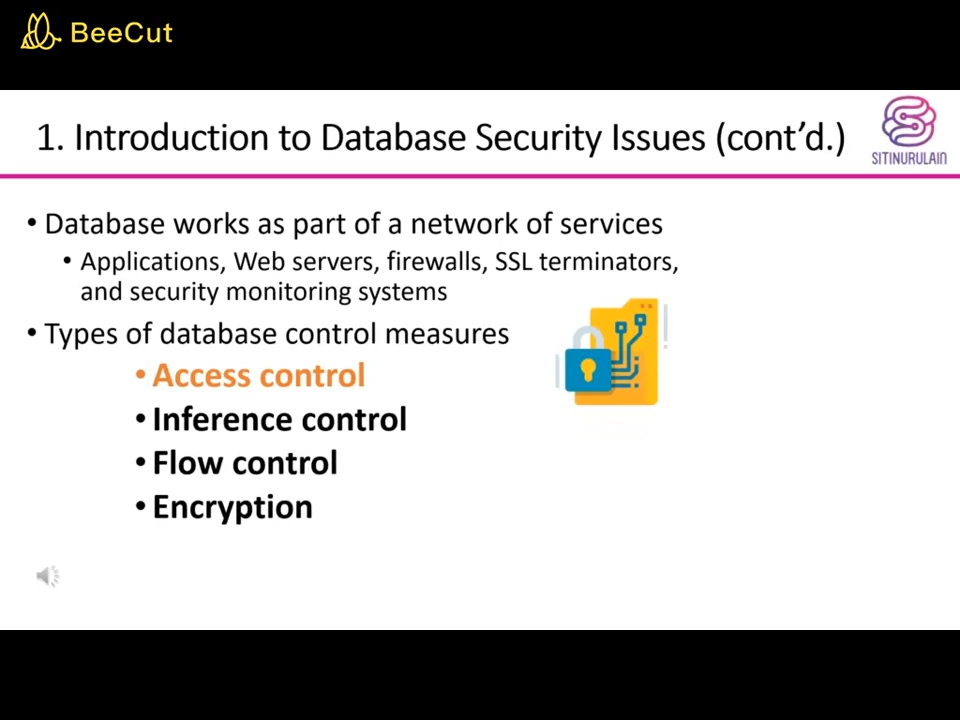 BeeCut
1. Introduction to Database Security Issues (cont’d.)
SITINURULAIN
• Database works as part of a network of services
• Applications, Web servers, firewalls, SSL terminators,
and security monitoring systems
• Types of database control measures
• Access control
• Inference control
• Flow control
• Encryption